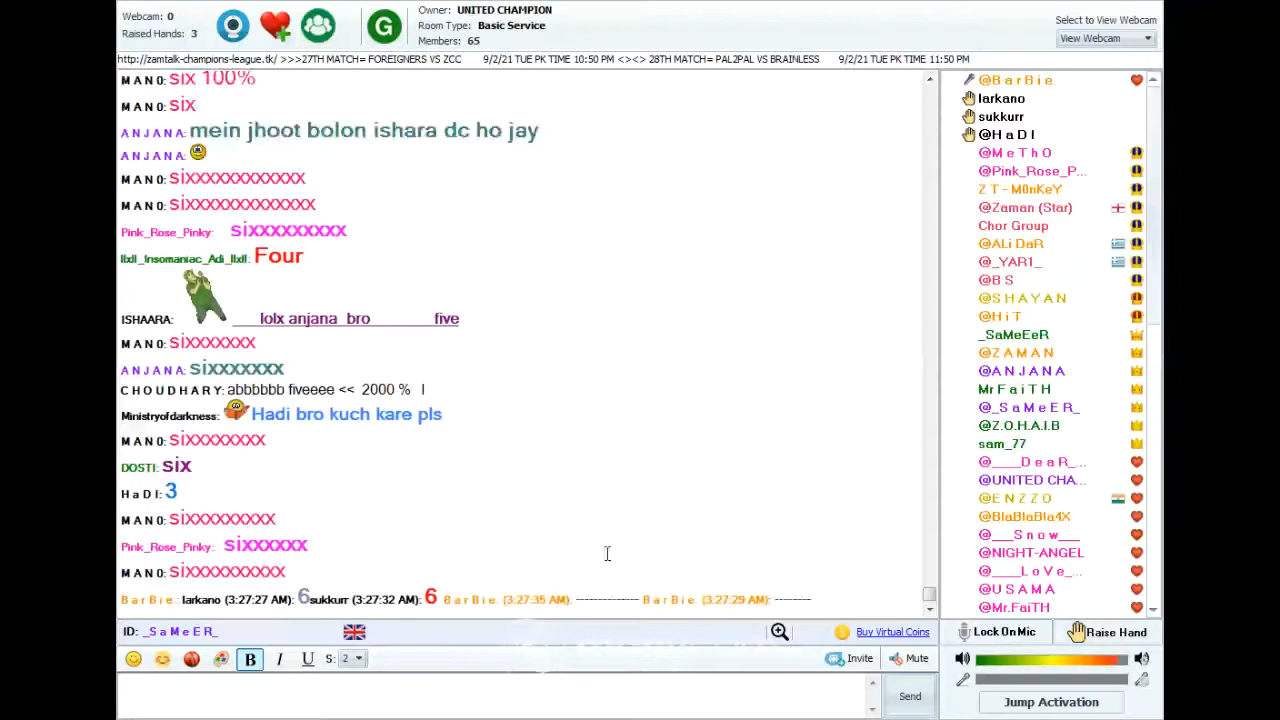 Webcam: 0
Raised Hands: 3
Owner: UNITED CHAMPION
Room Type: Basic Service
Members: 65
Select to View Webcam
View Webcam
http://zamtalk-champions-league.tk/ >>>27TH MATCH= FOREIGNERS VS ZCC 9/2/21 TUE PK TIME 10:50 PM <><> 28TH MATCH= PAL2PAL VS BRAINLESS 9/2/21 TUE PK TIME 11:50 PM
M A N 0: SIX 100%
M A N 0: SIX
A N J A N A: mein jhoot bolon ishara dc ho jay
A N J A N A:
M A N 0: SiXXXXXXXXXXXX
M A N 0: SiXXXXXXXXXXXXX
Pink_Rose_Pinky: sixxxxxxxxx
IIxII_Insomaniac_Adi_IIxII: Four
ISHAARA: ___lolx anjana bro______five
M A N 0: SiXXXXXXX
A N J A N A: sixxxxxxx
C H O U D H A R Y: abbbbbb fiveeee << 2000 % I
Ministryofdarkness: Hadi bro kuch kare pls
M A N 0: SiXXXXXXXX
DOSTI: six
H a D I: 3
M A N 0: SiXXXXXXXXX
Pink_Rose_Pinky: sixxxxxx
M A N 0: SiXXXXXXXXXX
B a r B i e : larkano (3:27:27 AM): 6sukkurr (3:27:32 AM): 6 B a r B i e (3:27:35 AM): -------------- B a r B i e (3:27:29 AM): --------
@B a r B i e
larkano
sukkurr
@H a D I
@M e T h O
@Pink_Rose_P...
Z T - M0nKeY
@Zaman (Star)
Chor Group
@ALi DaR
@_YAR1_
@B S
@S H A Y A N
@H i T
_SaMeEeR
@Z A M A N
@A N J A N A
Mr F a i T H
@_S a M e E R_
@Z.O.H.A.I.B
sam_77
@____D e a R_...
@UNITED CHA...
@E N Z Z O
@BlaBlaBla4X
@___S n o w___
@NIGHT-ANGEL
@____L o V e_...
@U S A M A
@Mr.FaiTH
ID: _S a M e E R_
Buy Virtual Coins
Lock On Mic
Raise Hand
B I U S: 2
Invite
Mute
Send
Jump Activation